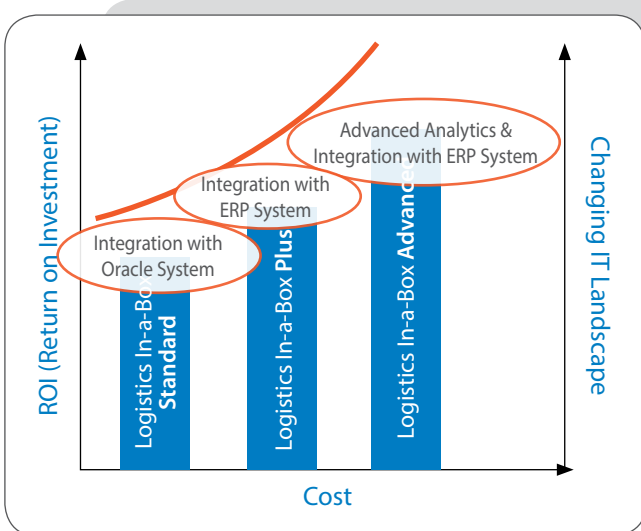 ROI (Return on Investment)
Changing IT Landscape
Advanced Analytics &
Integration with ERP System
Integration with
ERP System
Integration with
Oracle System
Logistics In-a-Box
Standard
Logistics In-a-Box Plus
Logistics In-a-Box Advanced
Cost